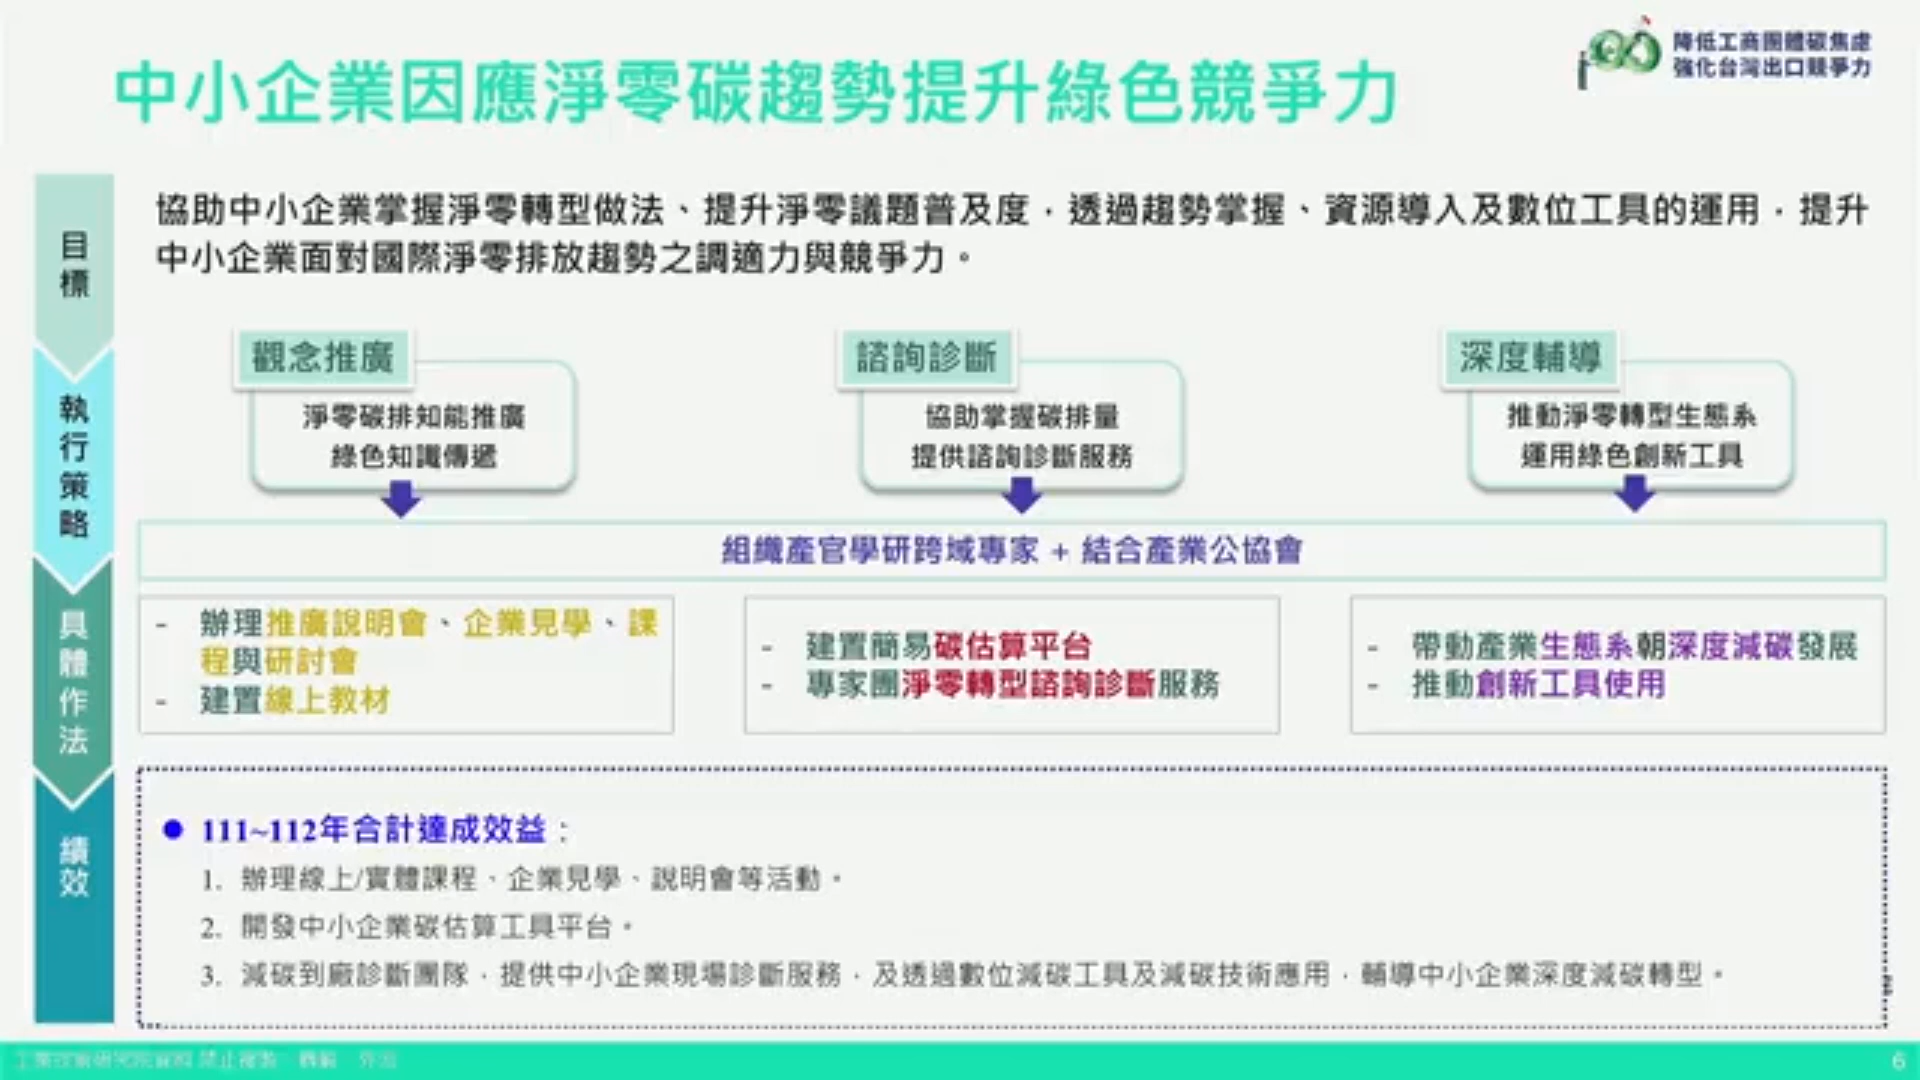 降低工商團體碳焦慮
強化台灣出口競爭力
中小企業因應淨零碳趨勢提升綠色競爭力
目標
協助中小企業掌握淨零轉型做法、提升淨零議題普及度，透過趨勢掌握、資源導入及數位工具的運用，提升
中小企業面對國際淨零排放趨勢之調適力與競爭力。
執行策略
觀念推廣
淨零碳排知能推廣
綠色知識傳遞
諮詢診斷
協助掌握碳排量
提供諮詢診斷服務
深度輔導
推動淨零轉型生態系
運用綠色創新工具
組織產官學研跨域專家 + 結合產業公協會
具體作法
- 辦理推廣說明會、企業見學、課
程與研討會
- 建置線上教材
- 建置簡易碳估算平台
- 專家團淨零轉型諮詢診斷服務
- 帶動產業生態系朝深度減碳發展
- 推動創新工具使用
績效
● 111~112年合計達成效益：
1. 辦理線上/實體課程、企業見學、說明會等活動。
2. 開發中小企業碳估算工具平台。
3. 減碳到廠診斷團隊，提供中小企業現場診斷服務，及透過數位減碳工具及減碳技術應用，輔導中小企業深度減碳轉型。
工業技術研究院資料 禁止複製、轉載、外流
6